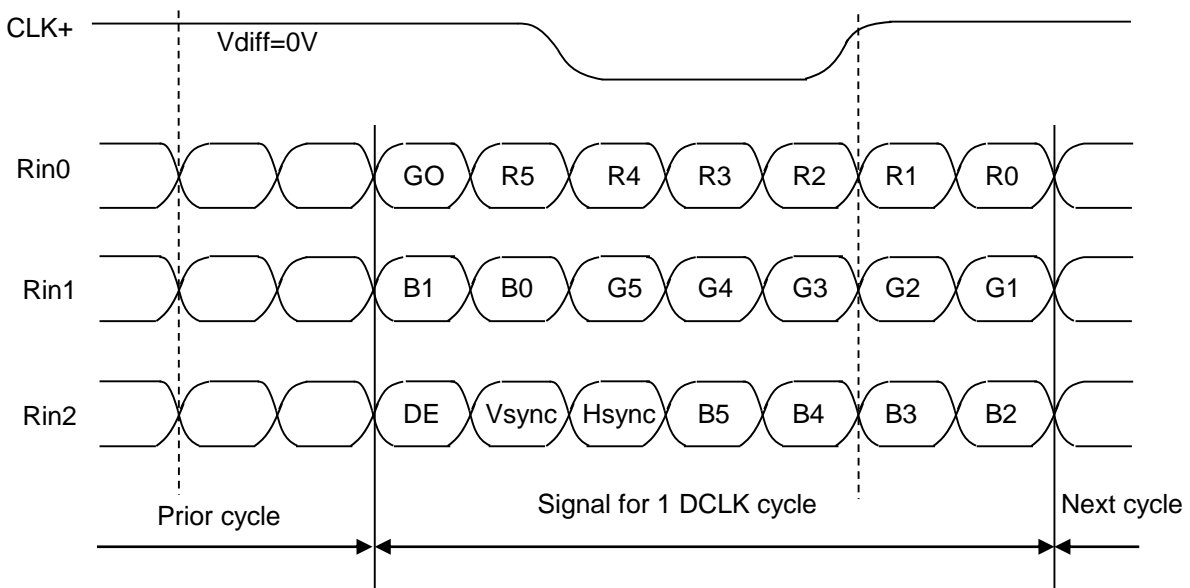 CLK+
Vdiff=0V
Rin0 GO R5 R4 R3 R2 R1 R0
Rin1 B1 B0 G5 G4 G3 G2 G1
Rin2 DE Vsync Hsync B5 B4 B3 B2
Prior cycle Signal for 1 DCLK cycle Next cycle